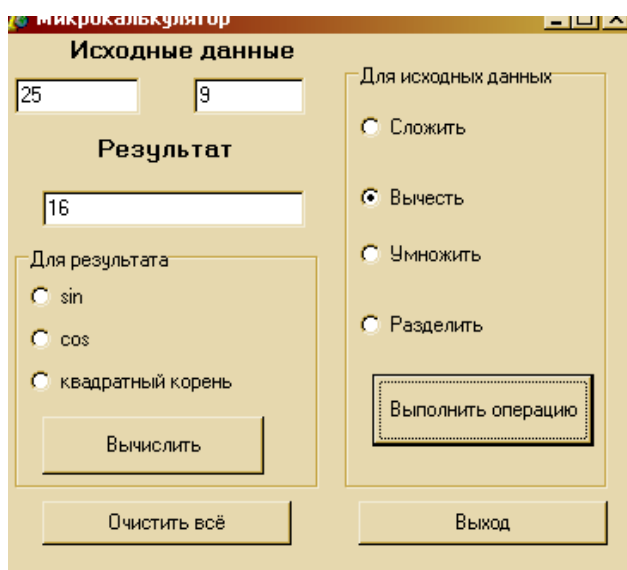 Микрокалькулятор
Исходные данные
25
9
Результат
16
Для результата
sin
cos
квадратный корень
Вычислить
Очистить всё
Для исходных данных
Сложить
Вычесть
Умножить
Разделить
Выполнить операцию
Выход